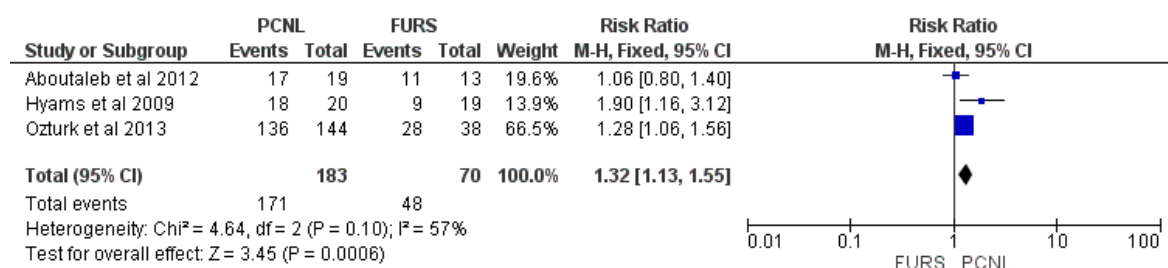 PCNL FURS Risk Ratio Risk Ratio
Study or Subgroup Events Total Events Total Weight M-H, Fixed, 95% CI M-H, Fixed, 95% CI
Aboutaleb et al 2012 17 19 11 13 19.6% 1.06 [0.80, 1.40]
Hyams et al 2009 18 20 9 19 13.9% 1.90 [1.16, 3.12]
Ozturk et al 2013 136 144 28 38 66.5% 1.28 [1.06, 1.56]
Total (95% CI) 183 70 100.0% 1.32 [1.13, 1.55]
Total events 171 48
Heterogeneity: Chi² = 4.64, df = 2 (P = 0.10); I² = 57%
Test for overall effect: Z = 3.45 (P = 0.0006)
0.01 0.1 1 10 100
FURS PCNL